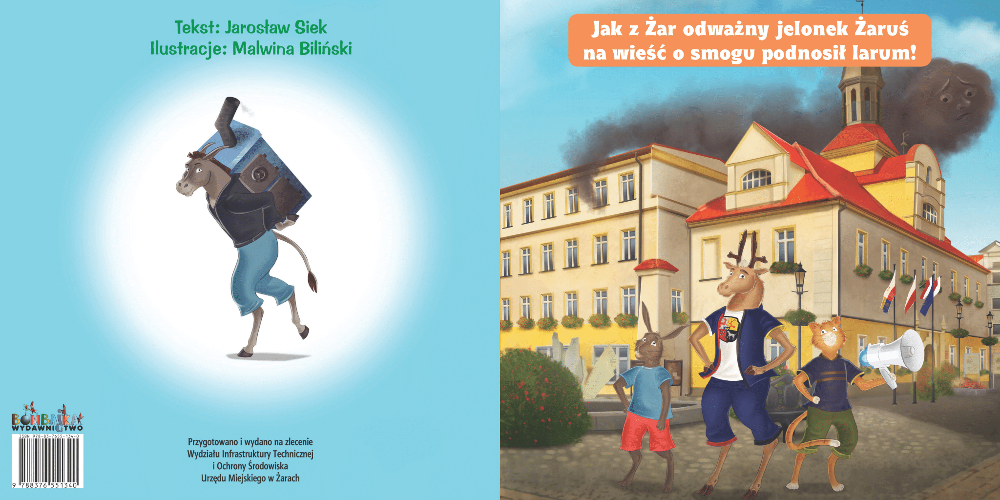 Tekst: Jarosław Siek
Ilustracje: Malwina Biliński
BOMBAJKA
WYDAWNICTWO
ISBN 978-83-7655-134-0
9 788376 551340
Przygotowano i wydano na zlecenie
Wydziału Infrastruktury Technicznej
i Ochrony Środowiska
Urzędu Miejskiego w Żarach
Jak z Żar odważny jelonek Żaruś
na wieść o smogu podnosił larum!